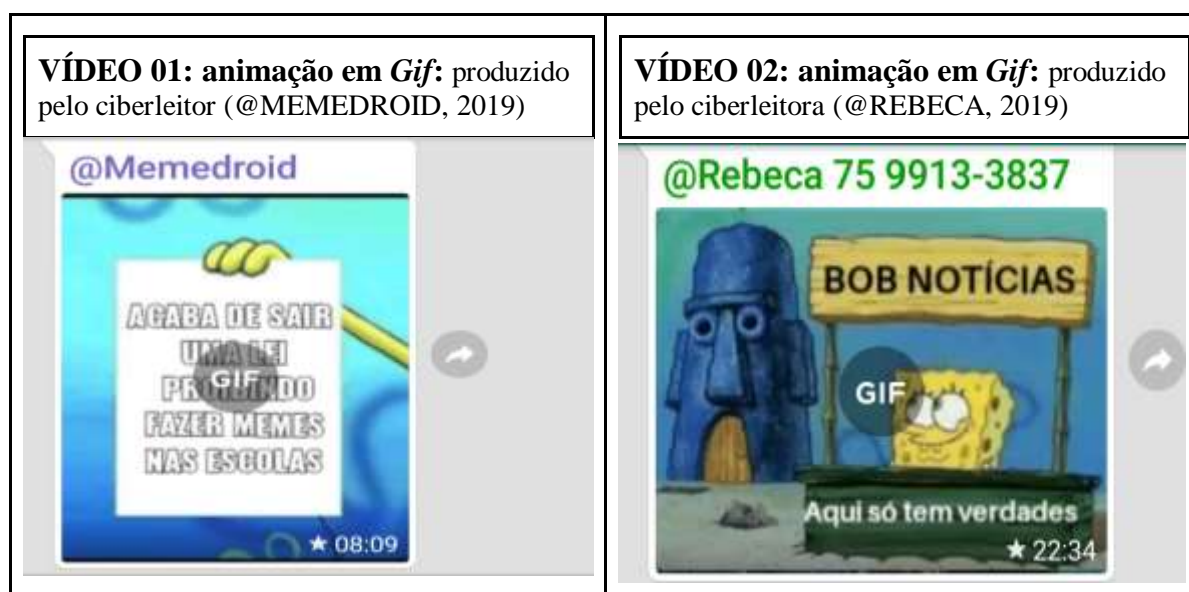 VÍDEO 01: animação em Gif: produzido
pelo ciberleitor (@MEMEDROID, 2019)
@Memedroid
ACABA DE SAIR
UMA LEI
PROIBINDO
FAZER MEMES
NAS ESCOLAS
GIF
★ 08:09
VÍDEO 02: animação em Gif: produzido
pelo ciberleitora (@REBECA, 2019)
@Rebeca 75 9913-3837
BOB NOTÍCIAS
GIF
Aqui só tem verdades
★ 22:34